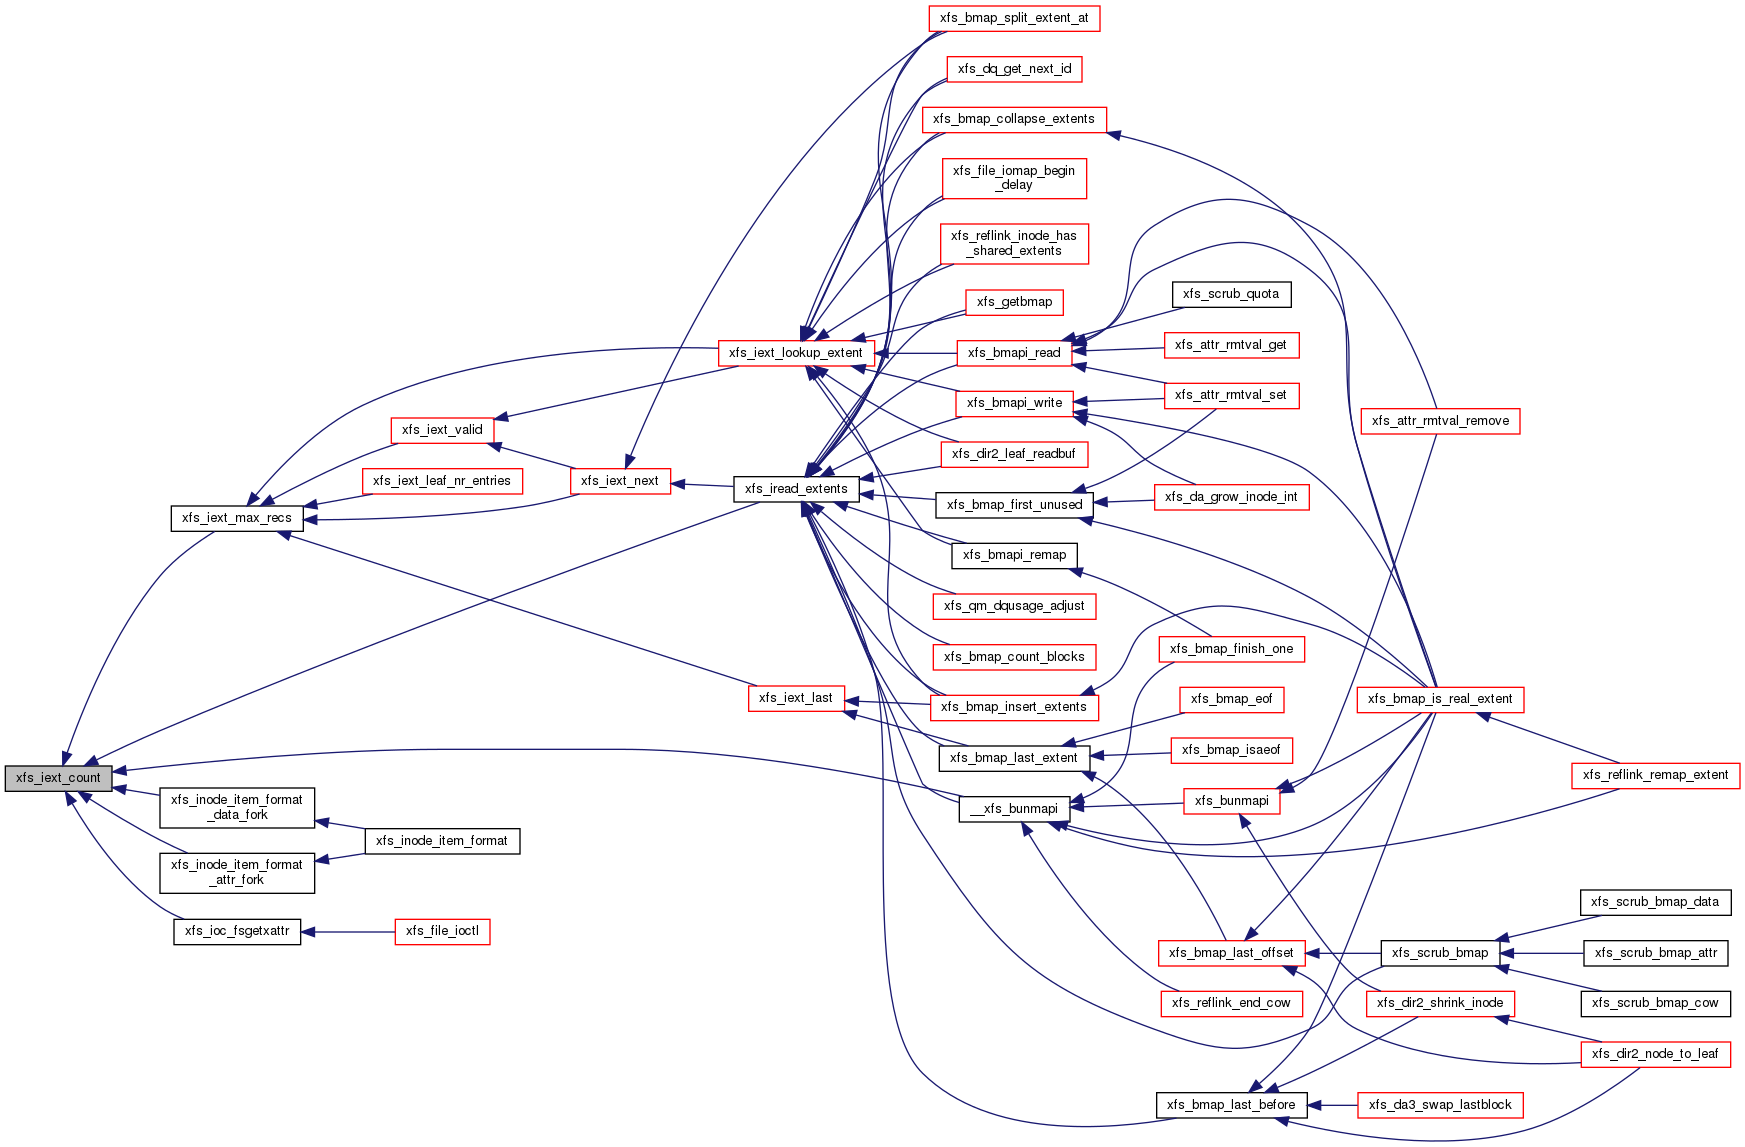 xfs_bmap_split_extent_at
xfs_dq_get_next_id
xfs_bmap_collapse_extents
xfs_file_iomap_begin
_delay
xfs_reflink_inode_has
_shared_extents
xfs_scrub_quota
xfs_getbmap
xfs_attr_rmtval_get
xfs_iext_lookup_extent
xfs_bmapi_read
xfs_attr_rmtval_set
xfs_bmapi_write
xfs_attr_rmtval_remove
xfs_iext_valid
xfs_dir2_leaf_readbuf
xfs_iext_leaf_nr_entries
xfs_iext_next
xfs_iread_extents
xfs_da_grow_inode_int
xfs_bmap_first_unused
xfs_iext_max_recs
xfs_bmapi_remap
xfs_qm_dqusage_adjust
xfs_bmap_finish_one
xfs_bmap_count_blocks
xfs_iext_last
xfs_bmap_insert_extents
xfs_bmap_eof
xfs_bmap_is_real_extent
xfs_bmap_isaeof
xfs_bmap_last_extent
xfs_iext_count
xfs_reflink_remap_extent
xfs_inode_item_format
_data_fork
__xfs_bunmapi
xfs_bunmapi
xfs_inode_item_format
xfs_inode_item_format
_attr_fork
xfs_scrub_bmap_data
xfs_ioc_fsgetxattr
xfs_file_ioctl
xfs_bmap_last_offset
xfs_scrub_bmap
xfs_scrub_bmap_attr
xfs_reflink_end_cow
xfs_dir2_shrink_inode
xfs_scrub_bmap_cow
xfs_dir2_node_to_leaf
xfs_bmap_last_before
xfs_da3_swap_lastblock